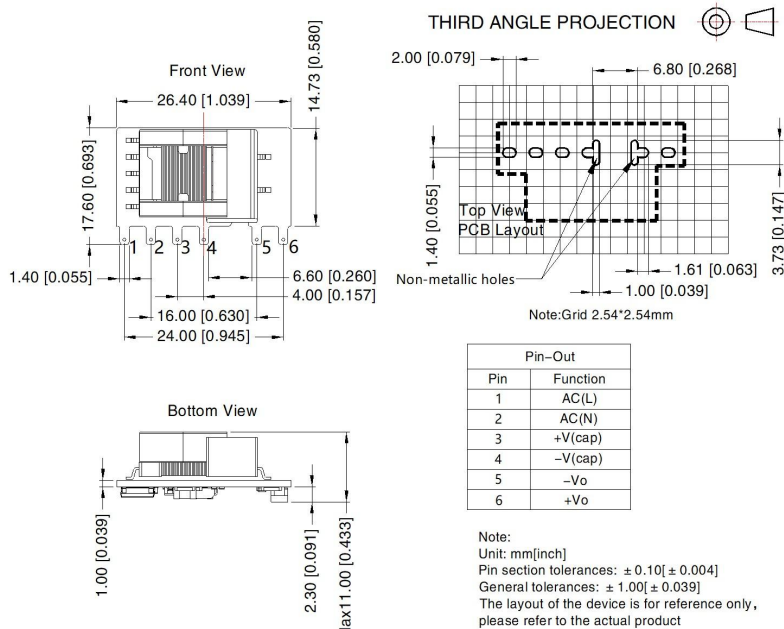 THIRD ANGLE PROJECTION
Front View
26.40 [1.039]
14.73 [0.580]
17.60 [0.693]
1 2 3 4 5 6
1.40 [0.055]
6.60 [0.260]
4.00 [0.157]
16.00 [0.630]
24.00 [0.945]
2.00 [0.079]
6.80 [0.268]
1.40 [0.055]
Top View
PCB Layout
3.73 [0.147]
Non-metallic holes
1.61 [0.063]
1.00 [0.039]
Note:Grid 2.54*2.54mm
Bottom View
1.00 [0.039]
2.30 [0.091]
11.00 [0.433]
Pin-Out
Pin Function
1 AC(L)
2 AC(N)
3 +V(cap)
4 -V(cap)
5 -Vo
6 +Vo
Note:
Unit: mm[inch]
Pin section tolerances: ±0.10[±0.004]
General tolerances: ±1.00[±0.039]
The layout of the device is for reference only,
please refer to the actual product